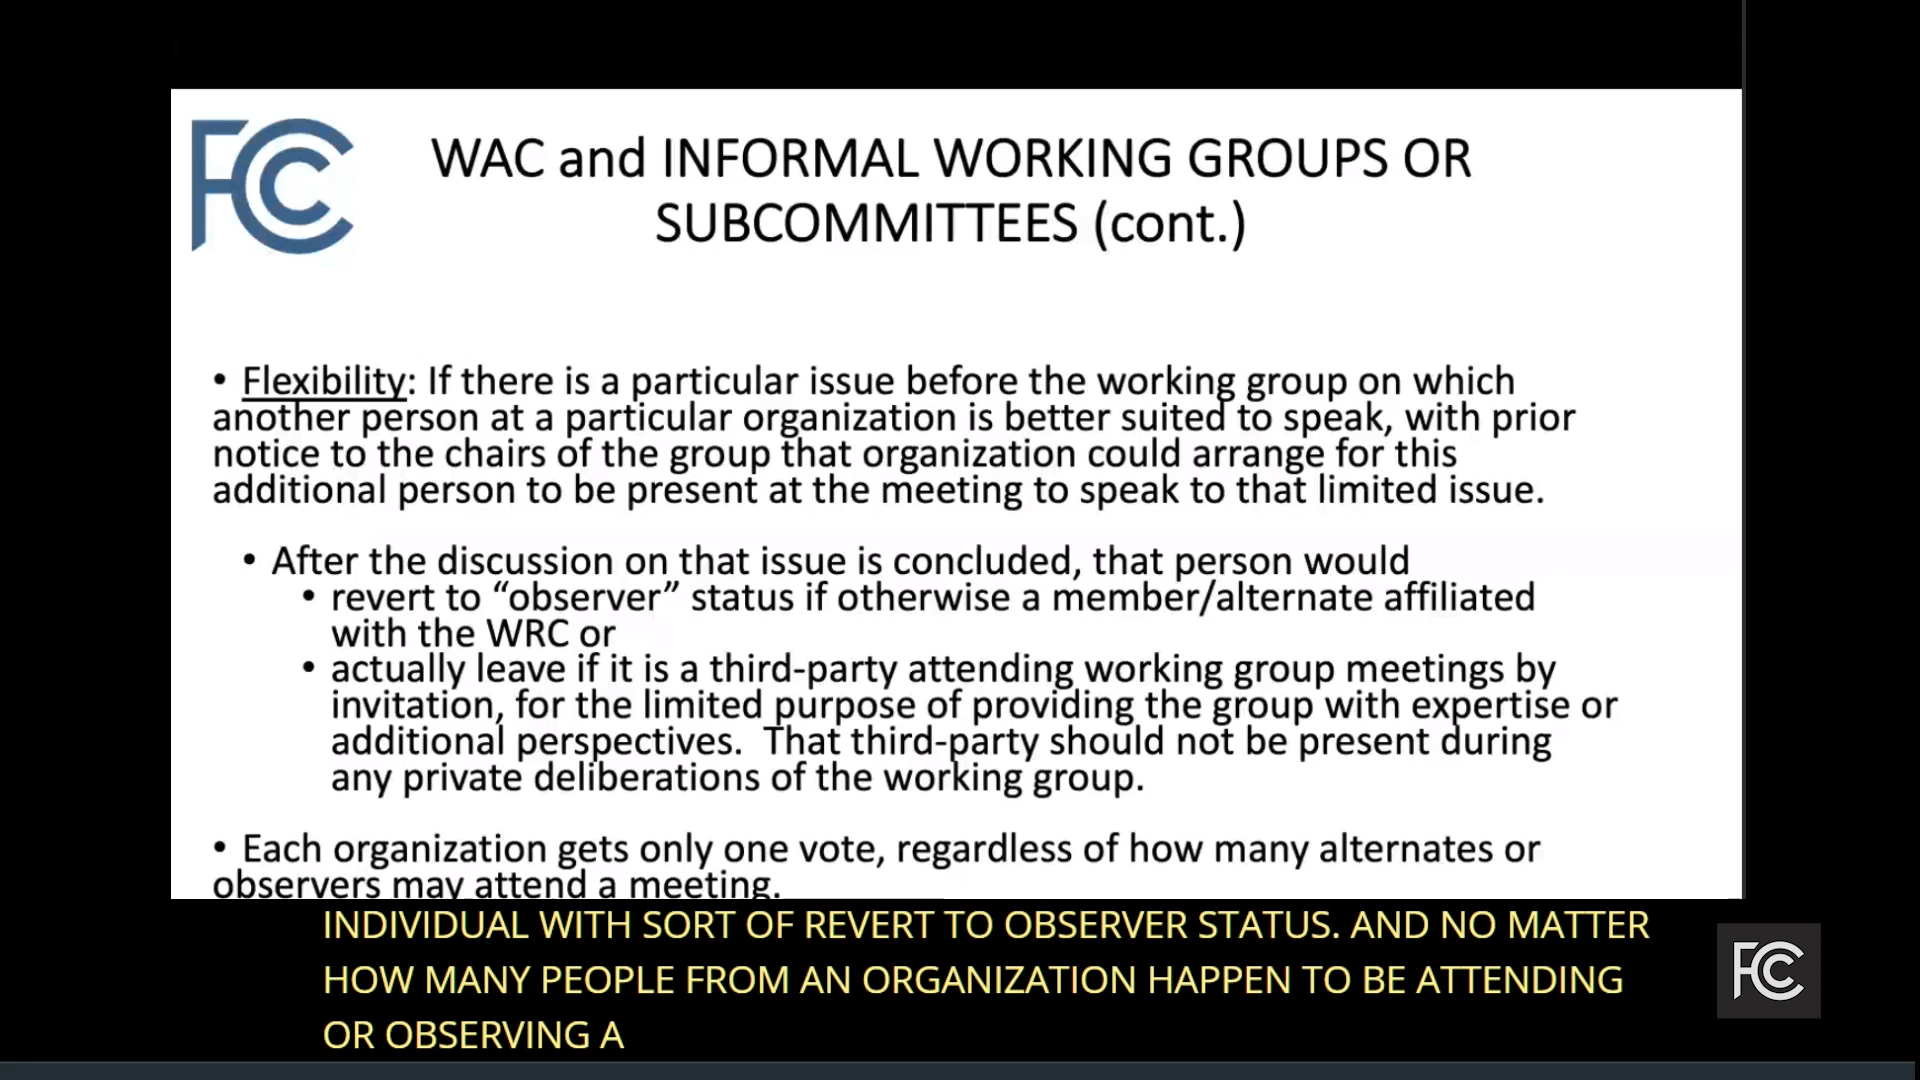 FCC
WAC and INFORMAL WORKING GROUPS OR
SUBCOMMITTEES (cont.)
• Flexibility: If there is a particular issue before the working group on which
another person at a particular organization is better suited to speak, with prior
notice to the chairs of the group that organization could arrange for this
additional person to be present at the meeting to speak to that limited issue.
• After the discussion on that issue is concluded, that person would
• revert to “observer” status if otherwise a member/alternate affiliated
with the WRC or
• actually leave if it is a third-party attending working group meetings by
invitation, for the limited purpose of providing the group with expertise or
additional perspectives. That third-party should not be present during
any private deliberations of the working group.
• Each organization gets only one vote, regardless of how many alternates or
observers may attend a meeting.
INDIVIDUAL WITH SORT OF REVERT TO OBSERVER STATUS. AND NO MATTER
HOW MANY PEOPLE FROM AN ORGANIZATION HAPPEN TO BE ATTENDING
OR OBSERVING A
FCC